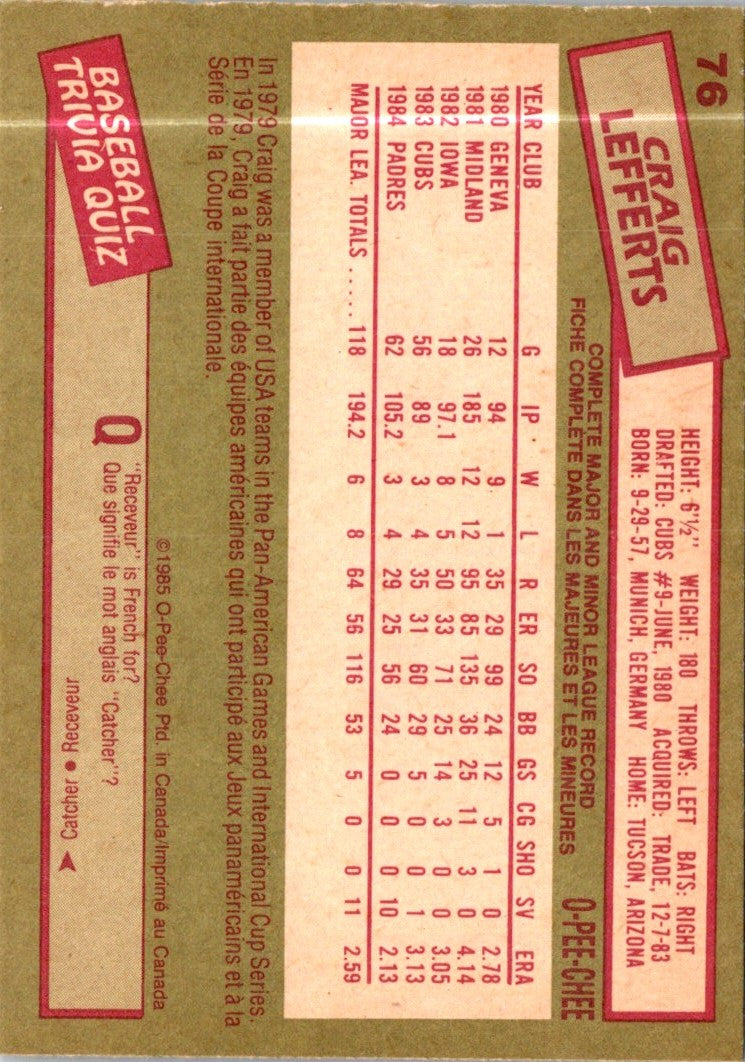 76
CRAIG
LEFFERTS
HEIGHT: 6'½" WEIGHT: 180 THROWS: LEFT BATS: RIGHT
DRAFTED: CUBS #9-JUNE, 1980 ACQUIRED: TRADE, 12-7-83
BORN: 9-29-57, MUNICH, GERMANY HOME: TUCSON, ARIZONA
COMPLETE MAJOR AND MINOR LEAGUE RECORD
FICHE COMPLÈTE DANS LES MAJEURES ET LES MINEURES
O-PEE-CHEE
YEAR CLUB G IP W L R ER SO BB GS CG SHO SV ERA
1980 GENEVA 12 94 9 1 35 29 99 24 12 5 1 0 2.78
1981 MIDLAND 26 185 12 12 95 85 135 36 25 11 3 0 4.14
1982 IOWA 18 97.1 8 5 50 33 71 25 14 3 0 0 3.05
1983 CUBS 56 89 3 4 35 31 60 29 5 0 0 1 3.13
1984 PADRES 62 105.2 3 4 29 25 56 24 0 0 0 10 2.13
MAJOR LEA. TOTALS ..... 118 194.2 6 8 64 56 116 53 5 0 0 11 2.59
In 1979 Craig was a member of USA teams in the Pan-American Games and International Cup Series.
En 1979, Craig a fait partie des équipes américaines qui ont participé aux Jeux panaméricains et à la
Série de la Coupe internationale.
©1985 O-Pee-Chee Ptd. in Canada/Imprimé au Canada
BASEBALL
TRIVIA QUIZ
Q "Receveur" is French for?
Que signifie le mot anglais "Catcher"?
Catcher • Receveur